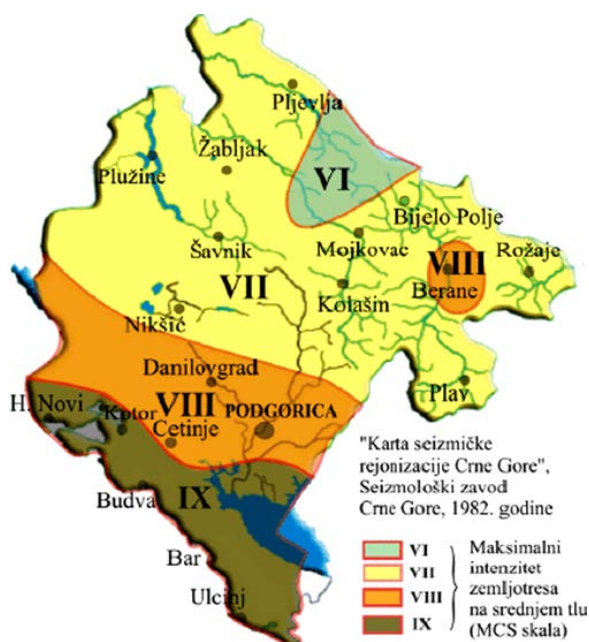 Pljevlja
Žabljak
Plužine
VI
Bijelo Polje
Šavnik
Mojkovac
VIII
Rožaje
VII
Berane
Kolašin
Nikšić
Danilovgrad
Plav
H. Novi
Kotor
VIII
PODGORICA
Cetinje
IX
Budva
Bar
Ulcinj
"Karta seizmičke
rejonizacije Crne Gore",
Seizmološki zavod
Crne Gore, 1982. godine
VI
VII
VIII
IX
Maksimalni
intenzitet
zemljotresa
na srednjem tlu
(MCS skala)